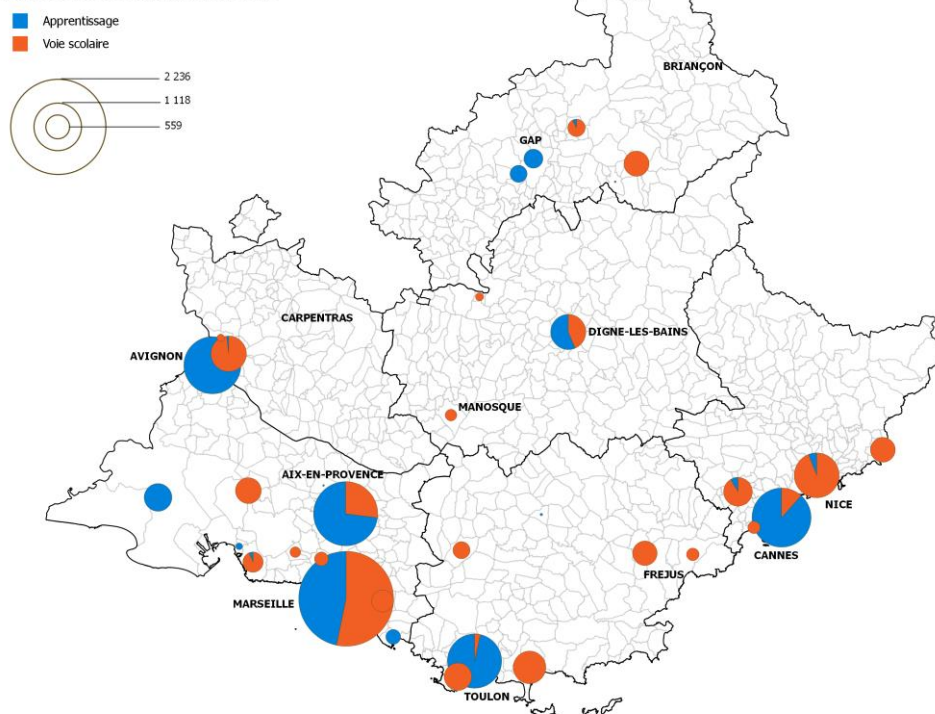 Apprentissage
Voie scolaire
2 236
1 118
559
BRIANÇON
GAP
CARPENTRAS
DIGNE-LES-BAINS
AVIGNON
MANOSQUE
AIX-EN-PROVENCE
NICE
CANNES
FREJUS
MARSEILLE
TOULON